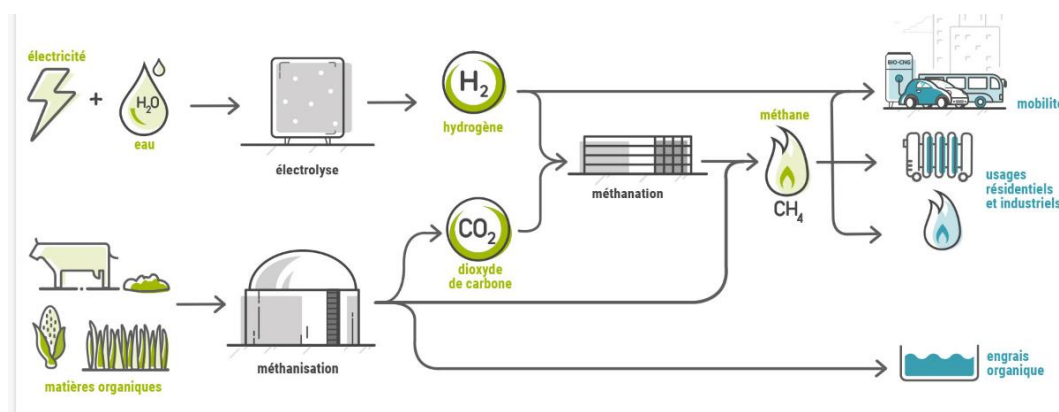 électricité
H₂O
eau
électrolyse
H₂
hydrogène
BIO-CNG
mobilité
méthane
CH₄
méthanation
usages
résidentiels
et industriels
CO₂
dioxyde
de carbone
matières organiques
méthanisation
engrais
organique